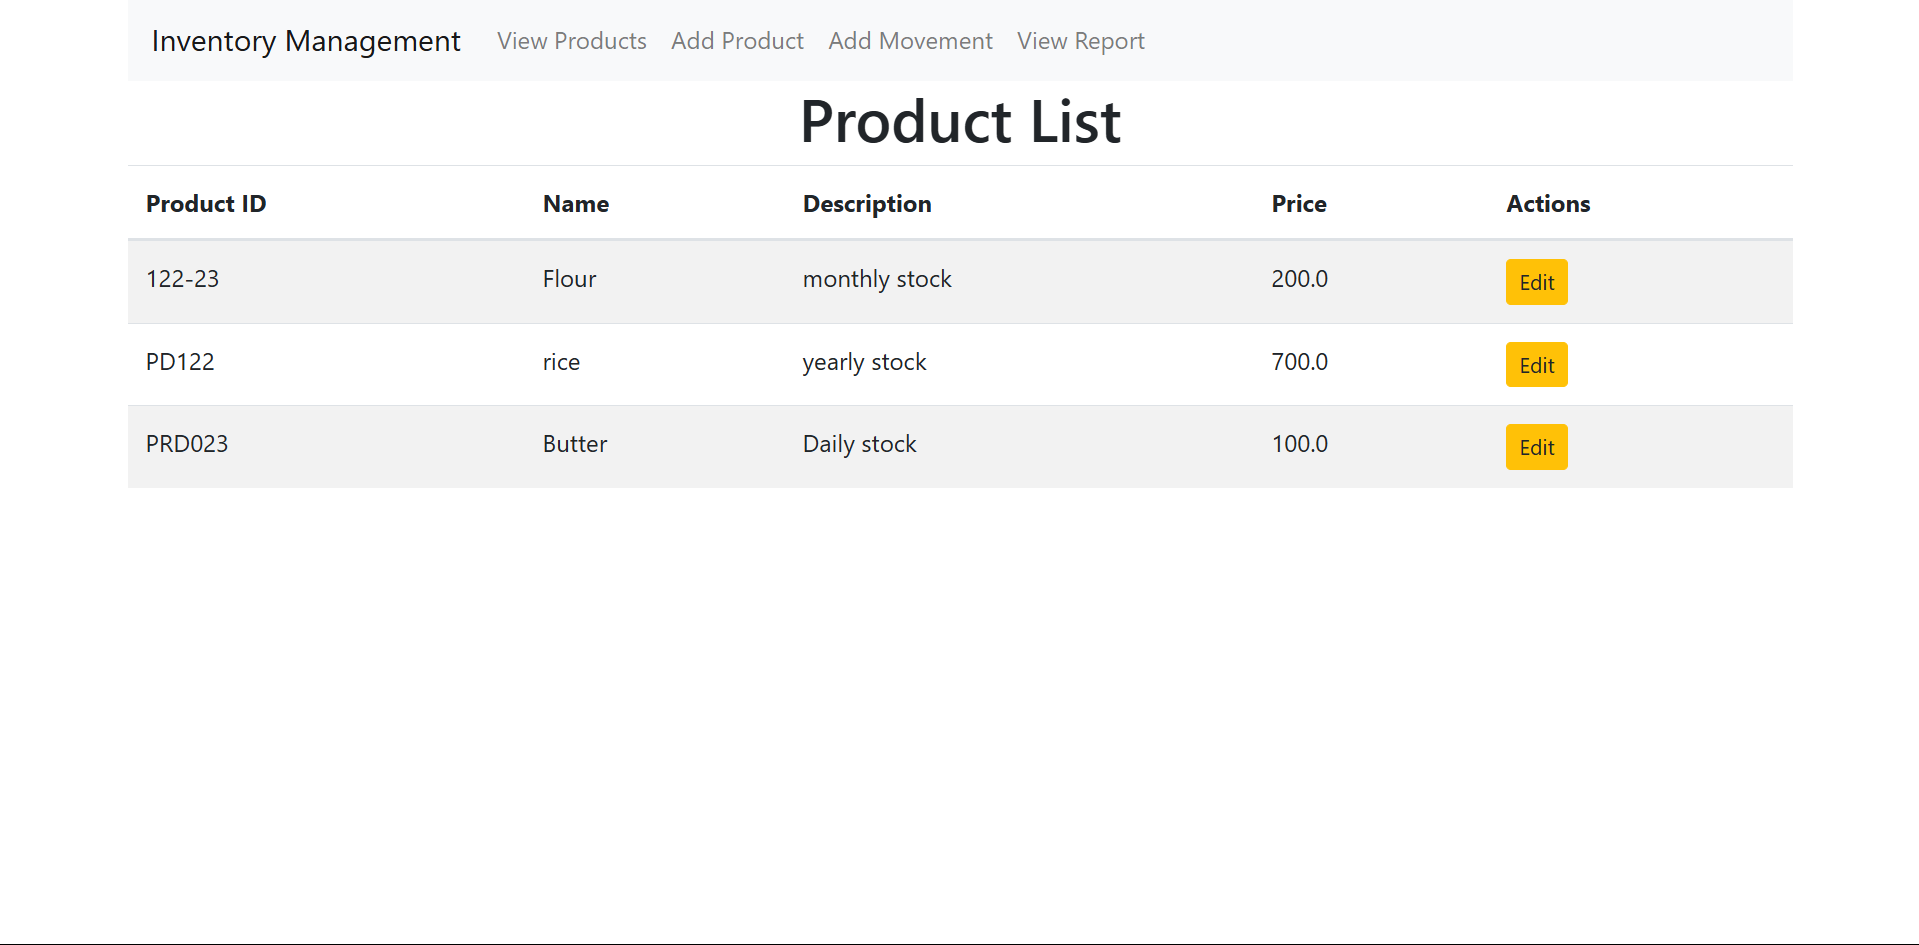 Inventory Management View Products Add Product Add Movement View Report
Product List
Product ID Name Description Price Actions
122-23 Flour monthly stock 200.0 Edit
PD122 rice yearly stock 700.0 Edit
PRD023 Butter Daily stock 100.0 Edit